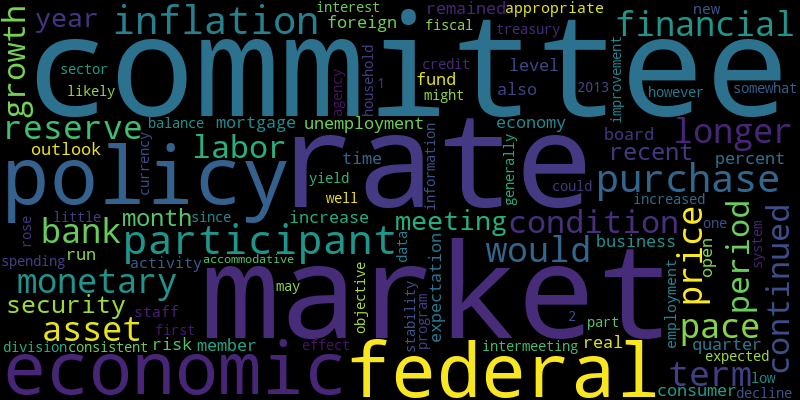 growth
year
inflation
interest
foreign
remained
appropriate
new
fiscal
treasury
financial
committee
sector
likely
agency
household
1
credit
fund
might
level
also
2013
improvement
however
somewhat
reserve
balance
mortgage
unemployment
economy
board
longer
outlook
currency
labor
rate
time
information
generally
recent
percent
policy
yield
well
could
purchase
increased
rose
little
month
since
increase
meeting
condition
price
period
one
continued
bank
participant
data
would
business
open
system
spending
run
activity
accommodative
market
objective
expectation
monetary
may
stability
program
employment
security
staff
2
asset
first
part
pace
division
consistent
risk
member
effect
intermeeting
real
quarter
expected
economic
federal
term
low
consumer
decline